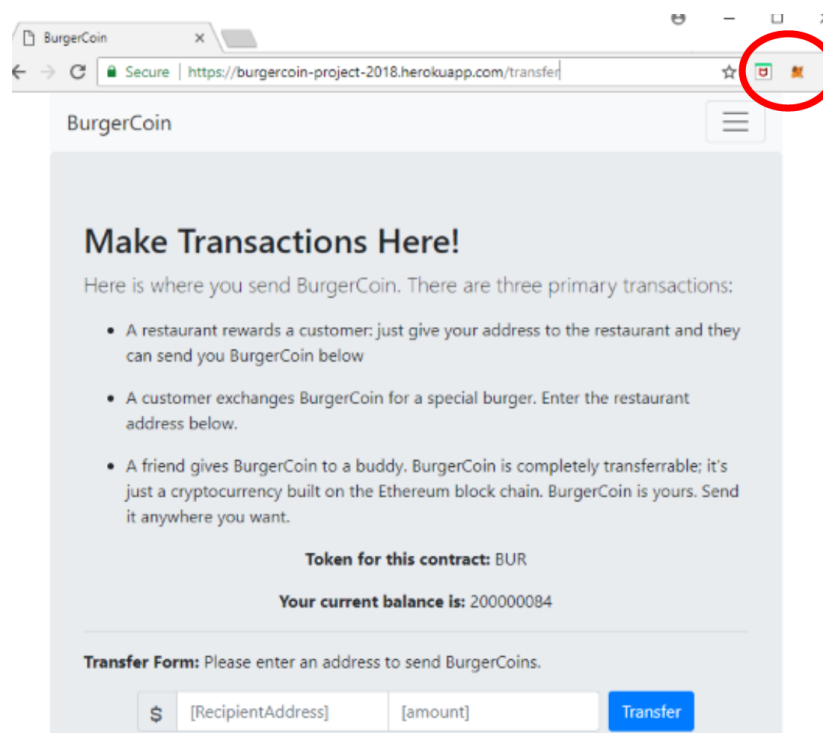 BurgerCoin
Secure | https://burgercoin-project-2018.herokuapp.com/transfer
BurgerCoin
Make Transactions Here!
Here is where you send BurgerCoin. There are three primary transactions:
• A restaurant rewards a customer: just give your address to the restaurant and they
can send you BurgerCoin below
• A customer exchanges BurgerCoin for a special burger. Enter the restaurant
address below.
• A friend gives BurgerCoin to a buddy. BurgerCoin is completely transferrable; it's
just a cryptocurrency built on the Ethereum block chain. BurgerCoin is yours. Send
it anywhere you want.
Token for this contract: BUR
Your current balance is: 200000084
Transfer Form: Please enter an address to send BurgerCoins.
$ [RecipientAddress] [amount] Transfer